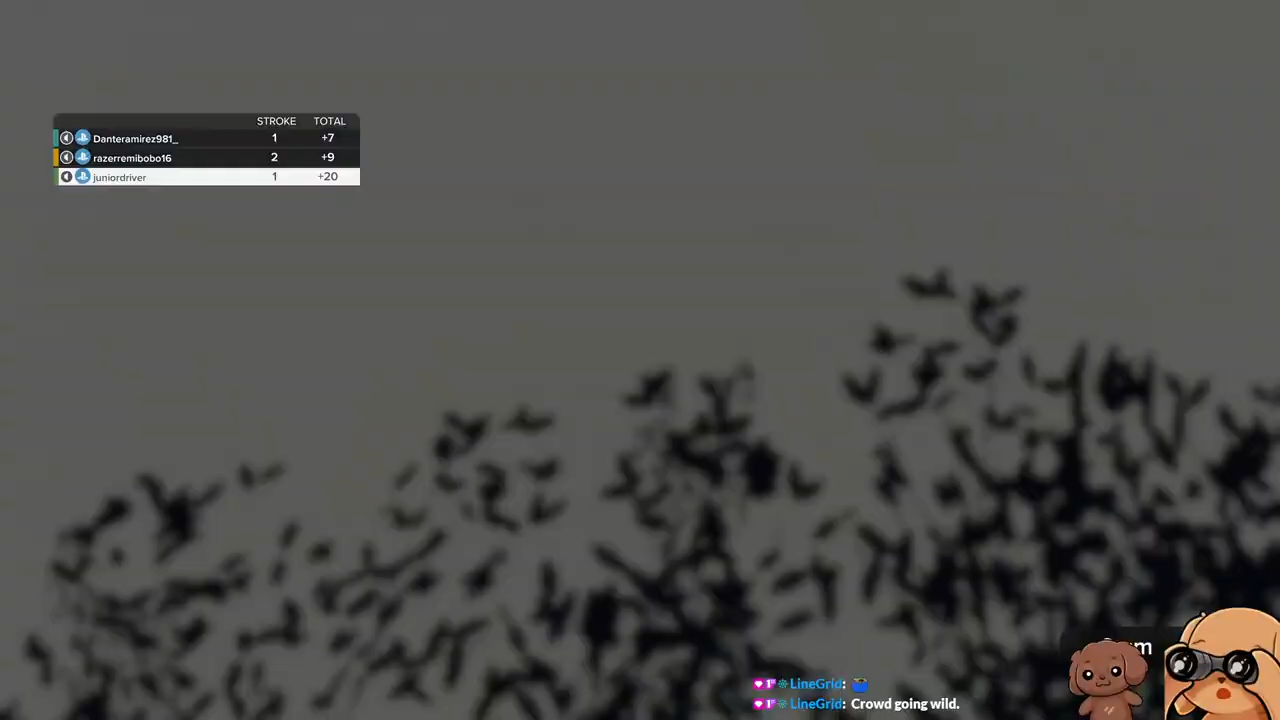 STROKE TOTAL
Danteramirez981_ 1 +7
razerremibobo16 2 +9
juniordriver 1 +20
LineGrid:
LineGrid: Crowd going wild.